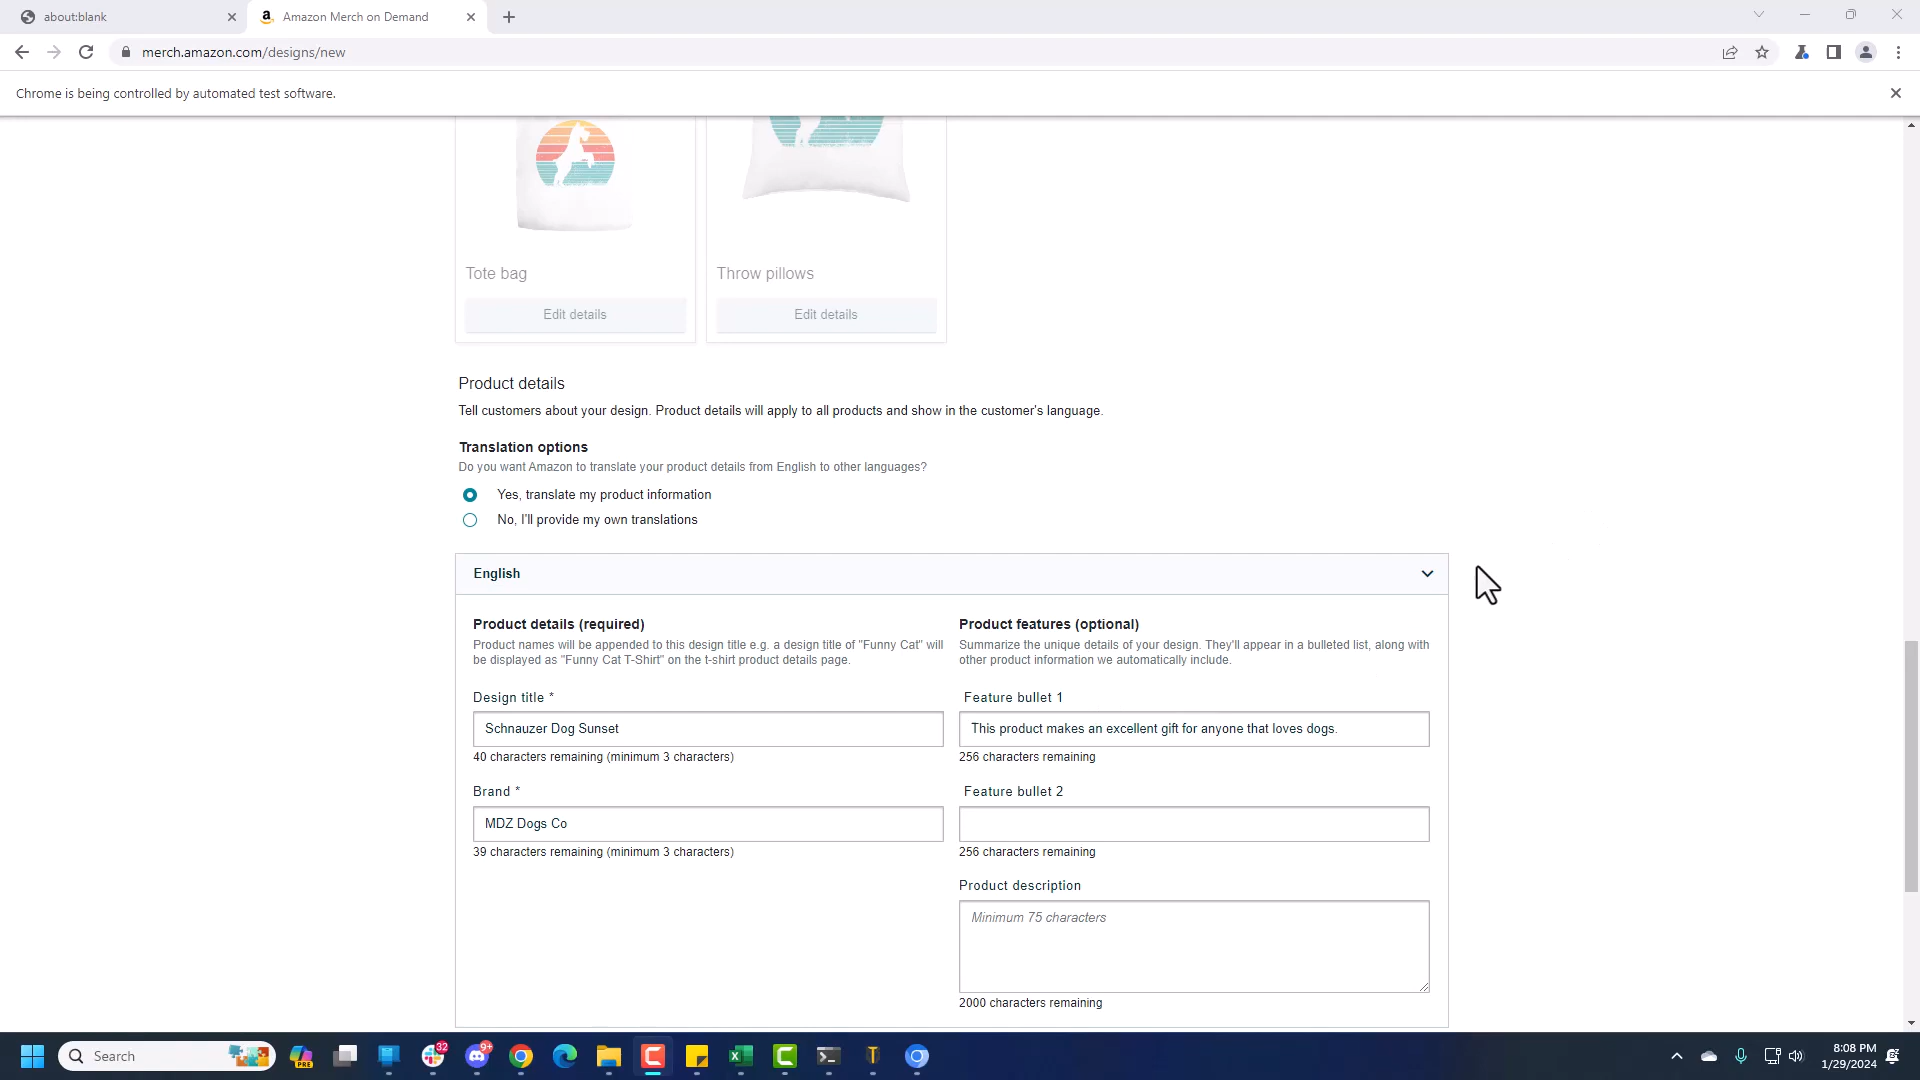 about:blank
Amazon Merch on Demand
merch.amazon.com/designs/new
Chrome is being controlled by automated test software.
Tote bag
Throw pillows
Edit details
Edit details
Product details
Tell customers about your design. Product details will apply to all products and show in the customer's language.
Translation options
Do you want Amazon to translate your product details from English to other languages?
Yes, translate my product information
No, I'll provide my own translations
English
Product details (required)
Product names will be appended to this design title e.g. a design title of "Funny Cat" will
be displayed as "Funny Cat T-Shirt" on the t-shirt product details page.
Design title *
Schnauzer Dog Sunset
40 characters remaining (minimum 3 characters)
Brand *
MDZ Dogs Co
39 characters remaining (minimum 3 characters)
Product features (optional)
Summarize the unique details of your design. They'll appear in a bulleted list, along with
other product information we automatically include.
Feature bullet 1
This product makes an excellent gift for anyone that loves dogs.
256 characters remaining
Feature bullet 2
256 characters remaining
Product description
Minimum 75 characters
2000 characters remaining
Search
PRE
32
9+
8:08 PM
1/29/2024